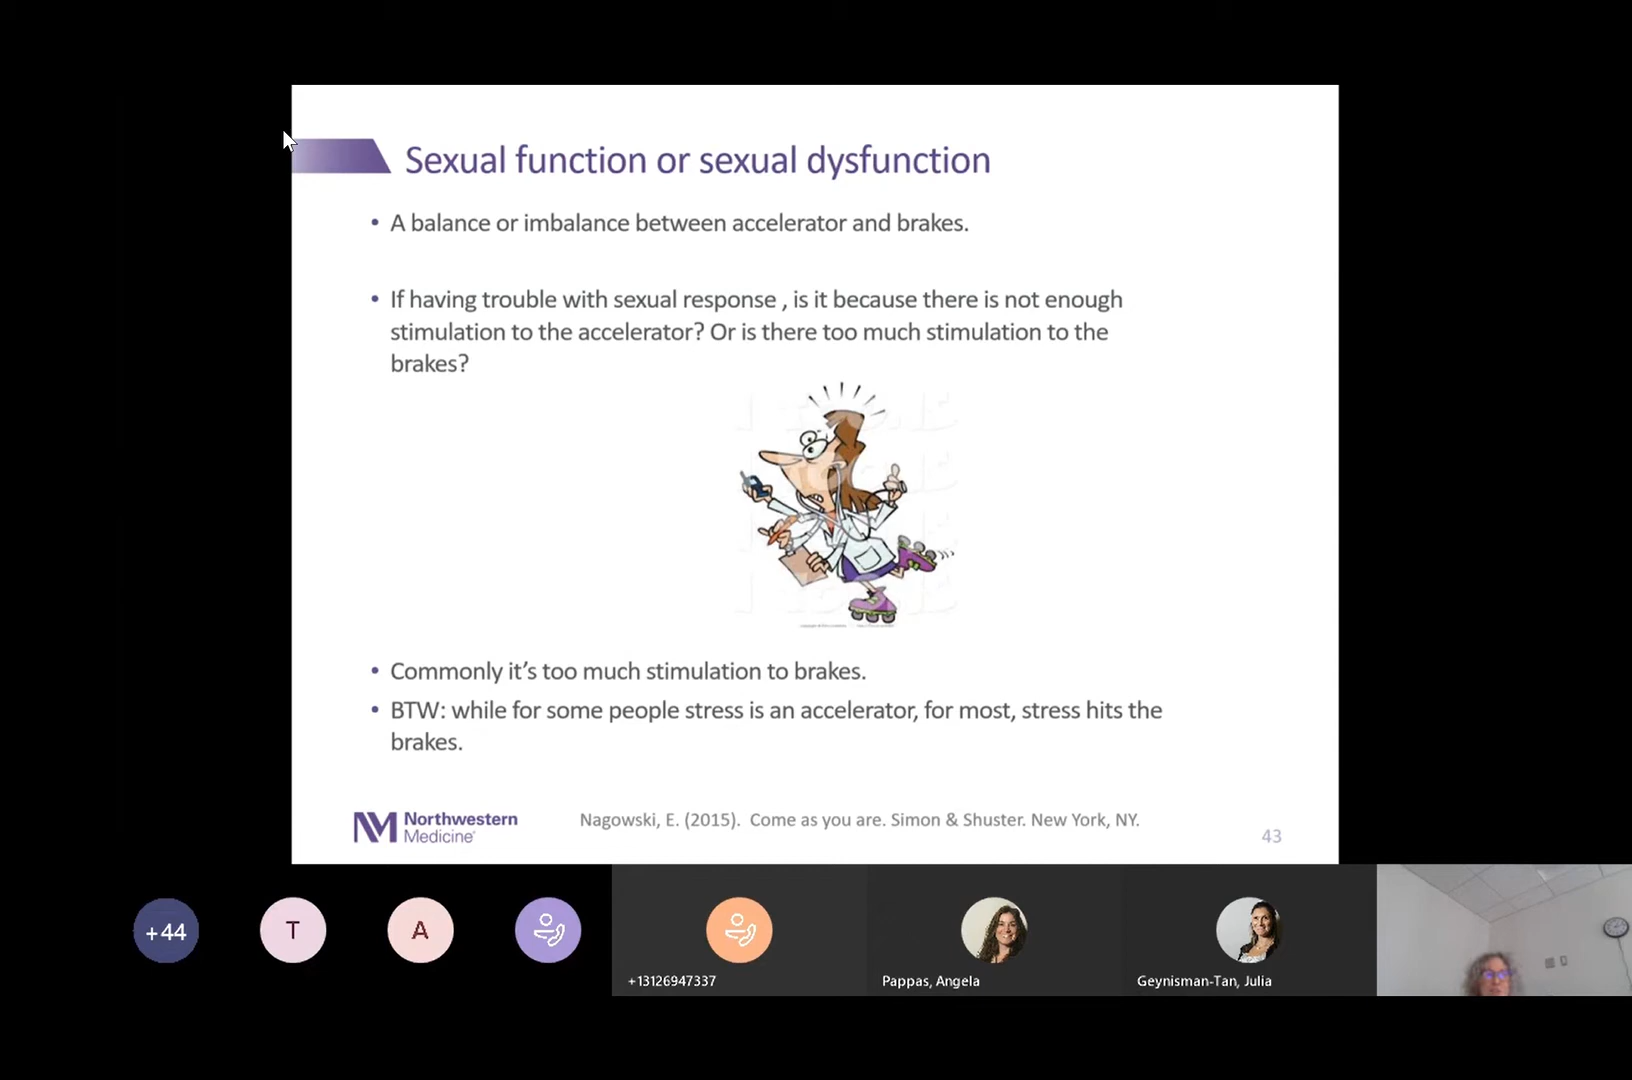 Sexual function or sexual dysfunction
• A balance or imbalance between accelerator and brakes.
• If having trouble with sexual response , is it because there is not enough
stimulation to the accelerator? Or is there too much stimulation to the
brakes?
• Commonly it’s too much stimulation to brakes.
• BTW: while for some people stress is an accelerator, for most, stress hits the
brakes.
Northwestern
Medicine
Nagowski, E. (2015). Come as you are. Simon & Shuster. New York, NY.
43
+44
T
A
+13126947337
Pappas, Angela
Geynisman-Tan, Julia